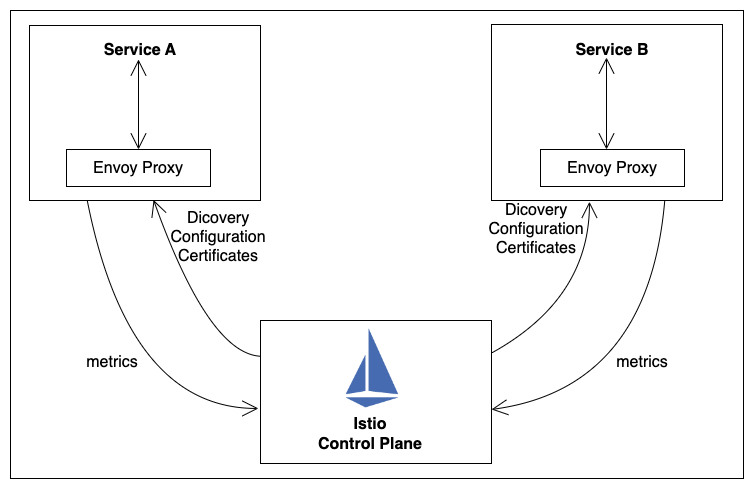 Service A
Service B
Envoy Proxy
Envoy Proxy
Dicovery
Configuration
Certificates
Dicovery
Configuration
Certificates
metrics
metrics
Istio
Control Plane